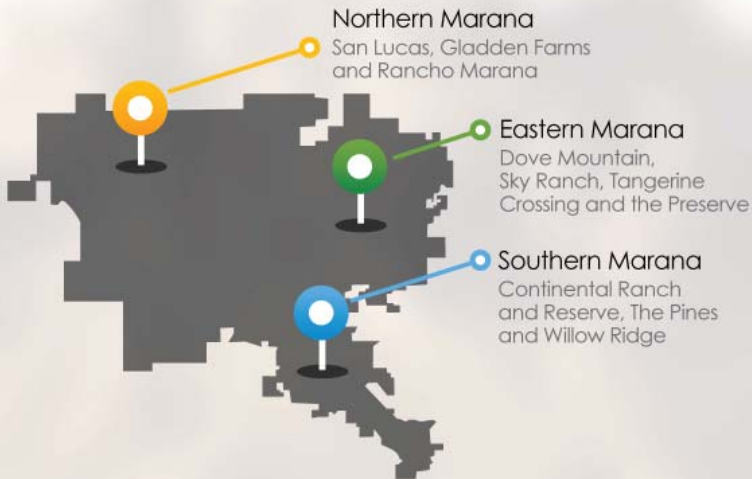 Northern Marana
San Lucas, Gladden Farms
and Rancho Marana
Eastern Marana
Dove Mountain,
Sky Ranch, Tangerine
Crossing and the Preserve
Southern Marana
Continental Ranch
and Reserve, The Pines
and Willow Ridge